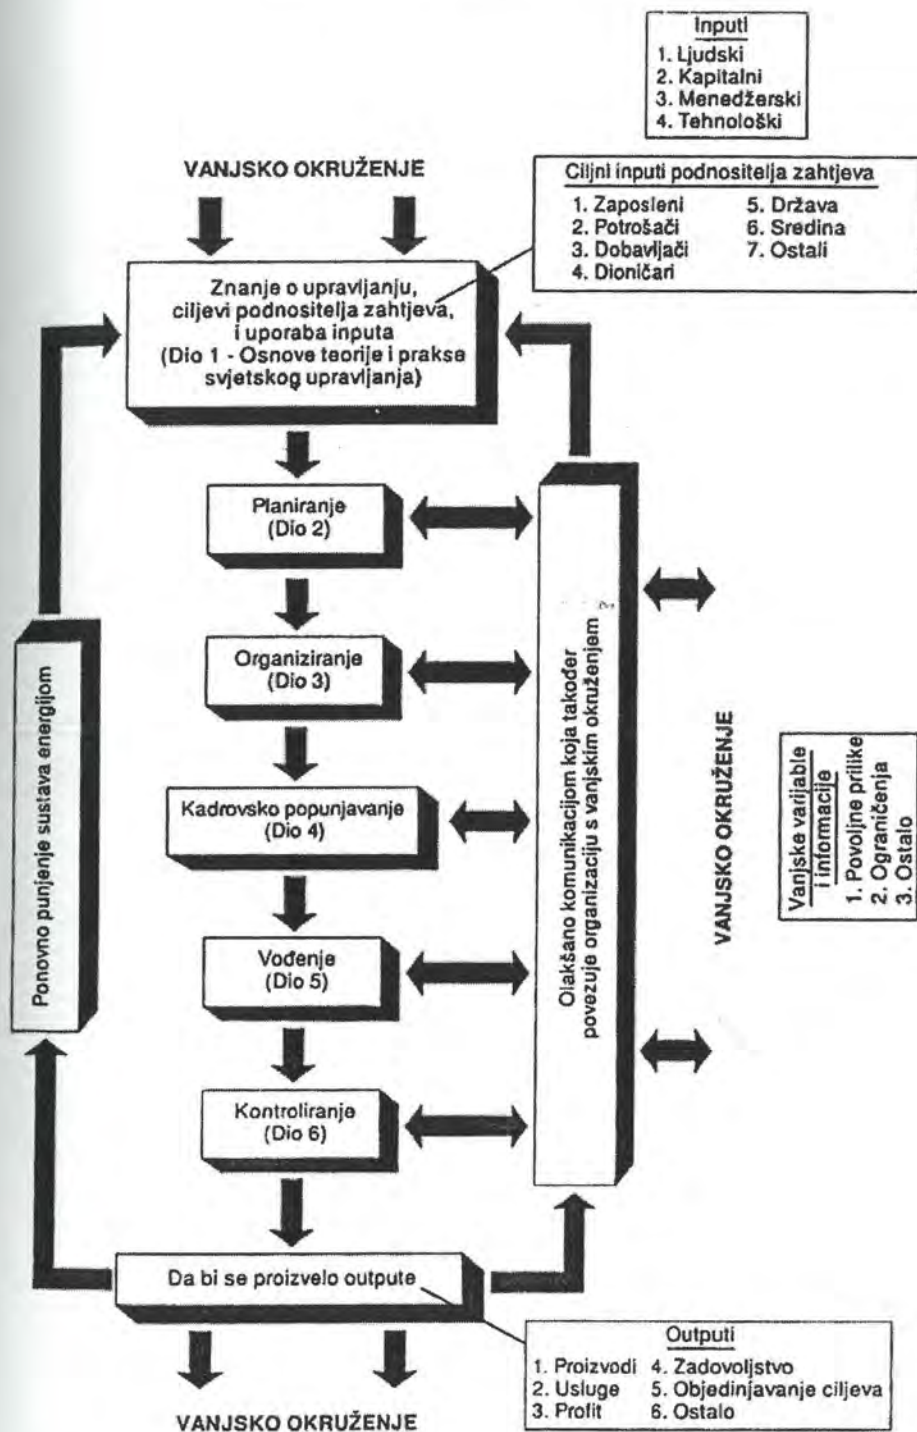 Inputi
1. Ljudski
2. Kapitalni
3. Menedžerski
4. Tehnološki
VANJSKO OKRUŽENJE
Ciljni inputi podnositelja zahtjeva
1. Zaposleni
2. Potrošači
3. Dobavljači
4. Dioničari
5. Država
6. Sredina
7. Ostali
Znanje o upravljanju,
ciljevi podnositelja zahtjeva,
i uporaba inputa
(Dio 1 - Osnove teorije i prakse
svjetskog upravljanja)
Planiranje
(Dio 2)
Organiziranje
(Dio 3)
Kadrovsko popunjavanje
(Dio 4)
Vođenje
(Dio 5)
Kontroliranje
(Dio 6)
Ponovno punjenje sustava energijom
Olakšano komunikacijom koja također
povezuje organizaciju s vanjskim okruženjem
VANJSKO OKRUŽENJE
Vanjske varijable
i informacije
1. Povoljne prilike
2. Ograničenja
3. Ostalo
Da bi se proizvelo outpute
Outputi
1. Proizvodi
2. Usluge
3. Profit
4. Zadovoljstvo
5. Objedinjavanje ciljeva
6. Ostalo
VANJSKO OKRUŽENJE